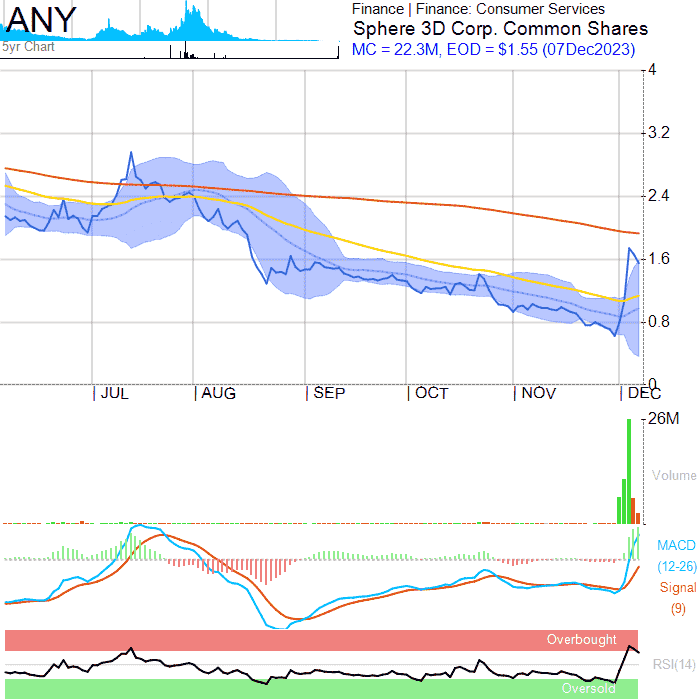 ANY
Finance | Finance: Consumer Services
Sphere 3D Corp. Common Shares
5yr Chart
MC = 22.3M, EOD = $1.55 (07Dec2023)
4
3.2
2.4
1.6
0.8
0
JUL AUG SEP OCT NOV DEC
26M
Volume
MACD
(12-26)
Signal
(9)
Overbought
RSI(14)
Oversold